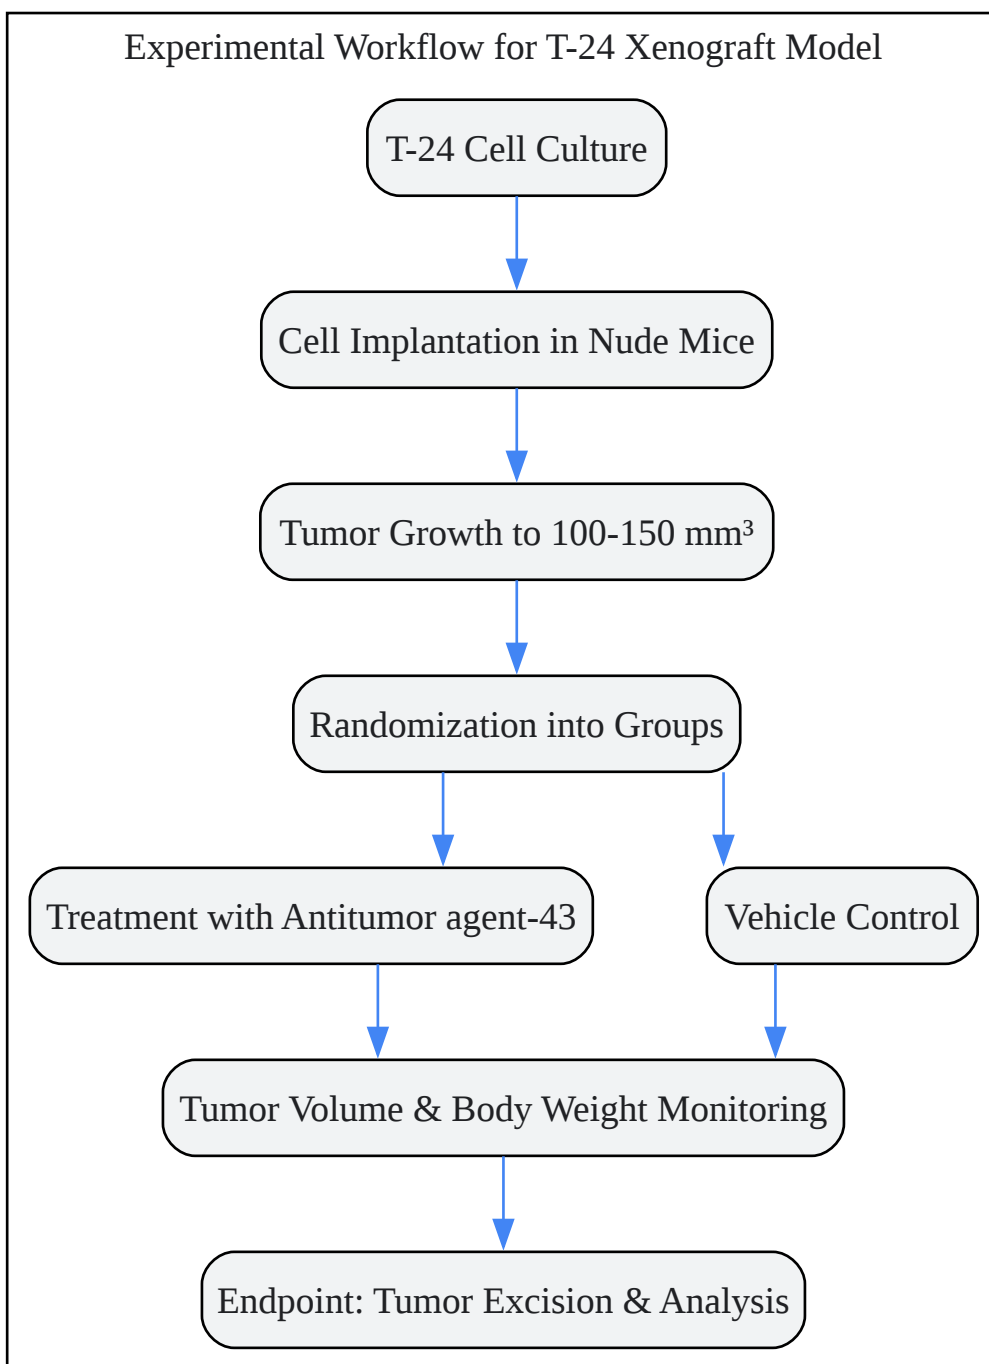 Experimental Workflow for T-24 Xenograft Model
T-24 Cell Culture
Cell Implantation in Nude Mice
Tumor Growth to 100-150 mm³
Randomization into Groups
Treatment with Antitumor agent-43
Vehicle Control
Tumor Volume & Body Weight Monitoring
Endpoint: Tumor Excision & Analysis